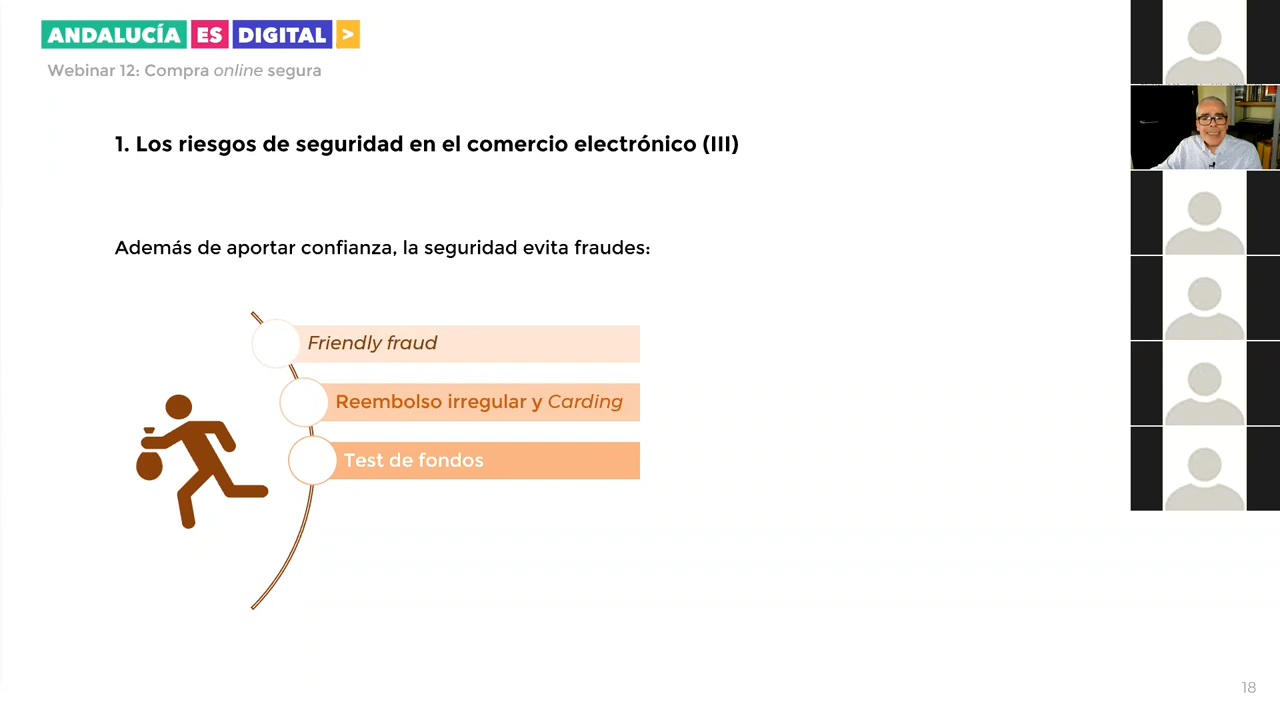 ANDALUCÍA ES DIGITAL >
Webinar 12: Compra online segura
1. Los riesgos de seguridad en el comercio electrónico (III)
Además de aportar confianza, la seguridad evita fraudes:
Friendly fraud
Reembolso irregular y Carding
Test de fondos
18